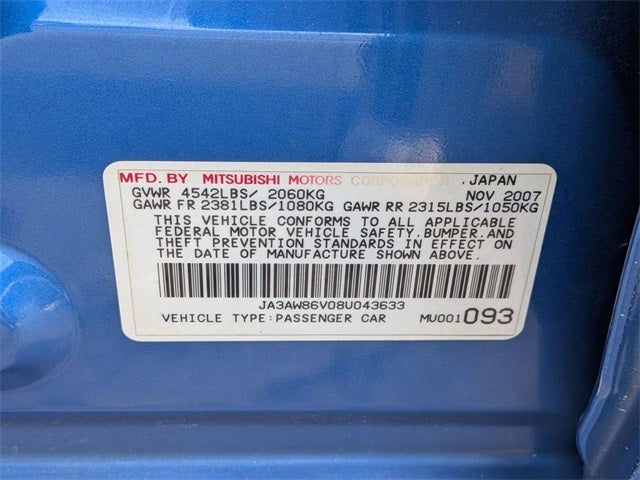 MFD. BY MITSUBISHI MOTORS CORPORATION .JAPAN
GVWR 4542LBS/ 2060KG NOV 2007
GAWR FR 2381LBS/1080KG GAWR RR 2315LBS/1050KG
THIS VEHICLE CONFORMS TO ALL APPLICABLE
FEDERAL MOTOR VEHICLE SAFETY.BUMPER.AND
THEFT PREVENTION STANDARDS IN EFFECT ON
THE DATE OF MANUFACTURE SHOWN ABOVE.
JA3AW86V08U043633
VEHICLE TYPE:PASSENGER CAR MU001 093